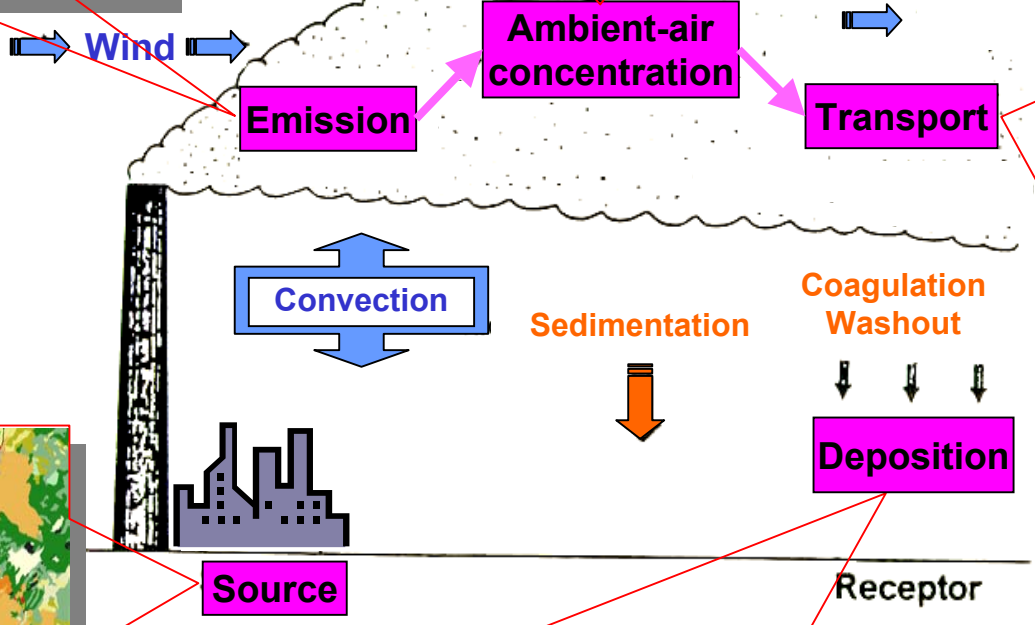 Wind
Ambient-air
concentration
Emission
Transport
Convection
Sedimentation
Coagulation
Washout
Deposition
Source
Receptor